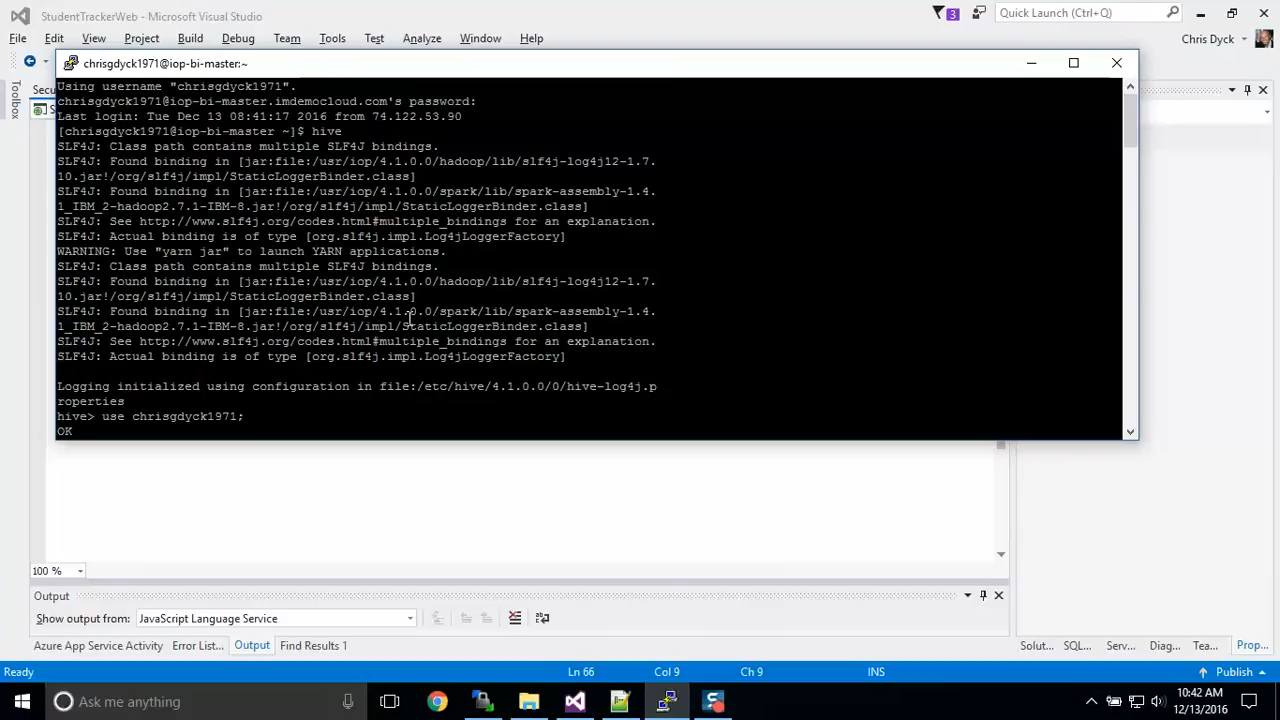 StudentTrackerWeb - Microsoft Visual Studio
3
Quick Launch (Ctrl+Q)
File Edit View Project Build Debug Team Tools Test Analyze Window Help
Chris Dyck
chrisgdyck1971@iop-bi-master:~
Toolbox
Secu
S
Using username "chrisgdyck1971".
chrisgdyck1971@iop-bi-master.imdemocloud.com's password:
Last login: Tue Dec 13 08:41:17 2016 from 74.122.53.90
[chrisgdyck1971@iop-bi-master ~]$ hive
SLF4J: Class path contains multiple SLF4J bindings.
SLF4J: Found binding in [jar:file:/usr/iop/4.1.0.0/hadoop/lib/slf4j-log4j12-1.7.
10.jar!/org/slf4j/impl/StaticLoggerBinder.class]
SLF4J: Found binding in [jar:file:/usr/iop/4.1.0.0/spark/lib/spark-assembly-1.4.
1_IBM_2-hadoop2.7.1-IBM-8.jar!/org/slf4j/impl/StaticLoggerBinder.class]
SLF4J: See http://www.slf4j.org/codes.html#multiple_bindings for an explanation.
SLF4J: Actual binding is of type [org.slf4j.impl.Log4jLoggerFactory]
WARNING: Use "yarn jar" to launch YARN applications.
SLF4J: Class path contains multiple SLF4J bindings.
SLF4J: Found binding in [jar:file:/usr/iop/4.1.0.0/hadoop/lib/slf4j-log4j12-1.7.
10.jar!/org/slf4j/impl/StaticLoggerBinder.class]
SLF4J: Found binding in [jar:file:/usr/iop/4.1.0.0/spark/lib/spark-assembly-1.4.
1_IBM_2-hadoop2.7.1-IBM-8.jar!/org/slf4j/impl/StaticLoggerBinder.class]
SLF4J: See http://www.slf4j.org/codes.html#multiple_bindings for an explanation.
SLF4J: Actual binding is of type [org.slf4j.impl.Log4jLoggerFactory]
Logging initialized using configuration in file:/etc/hive/4.1.0.0/0/hive-log4j.p
roperties
hive> use chrisgdyck1971;
OK
100 %
Output
Show output from: JavaScript Language Service
Azure App Service Activity Error List... Output Find Results 1
Solut... SQL... Serv... Diag... Tea... Prop...
Ready Ln 66 Col 9 Ch 9 INS Publish
Ask me anything
10:42 AM
12/13/2016